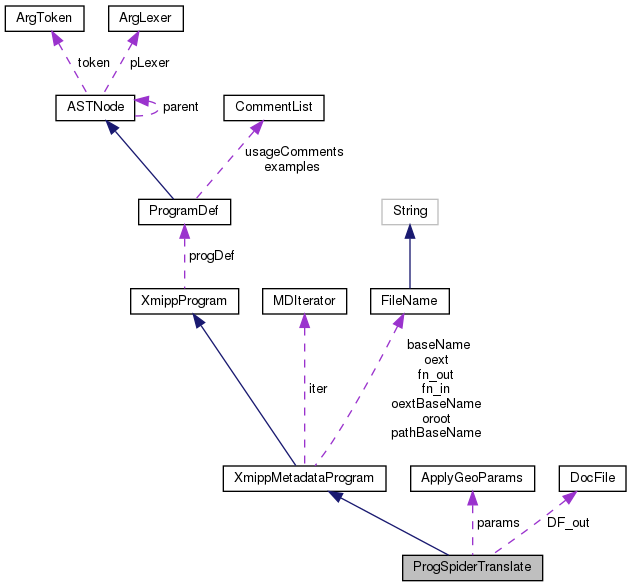 ArgToken
ArgLexer
token
pLexer
ASTNode
parent
CommentList
usageComments
examples
ProgramDef
String
progDef
XmippProgram
MDIterator
FileName
iter
baseName
oext
fn_out
fn_in
oextBaseName
oroot
pathBaseName
XmippMetadataProgram
ApplyGeoParams
DocFile
params
DF_out
ProgSpiderTranslate